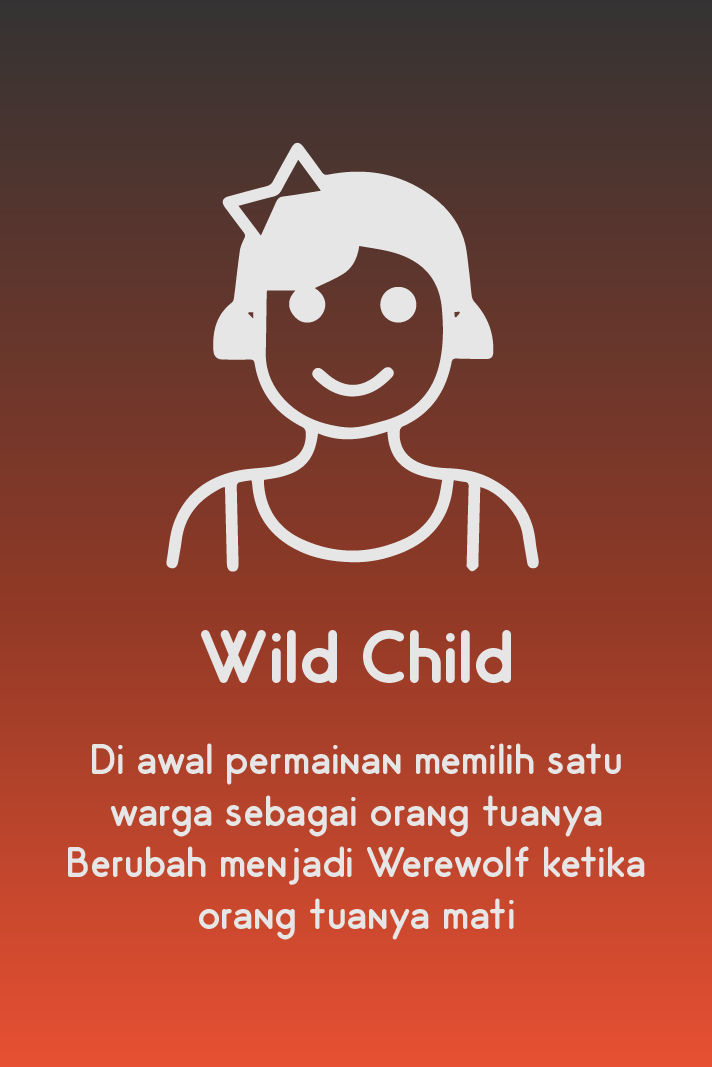 Wild Child
Di awal permainan memilih satu
warga sebagai orang tuanya
Berubah menjadi Werewolf ketika
orang tuanya mati